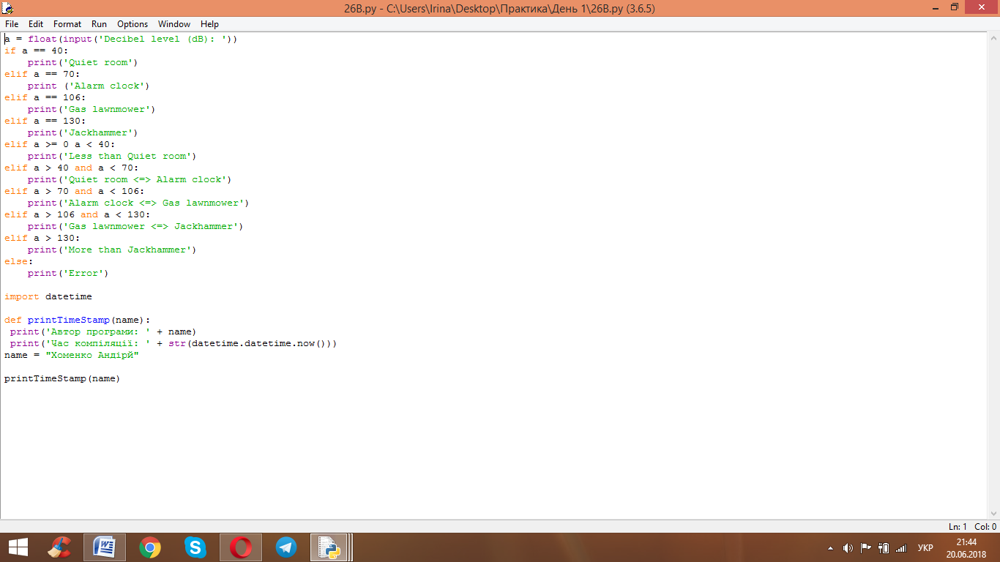 26B.py - C:\Users\Irina\Desktop\Практика\День 1\26B.py (3.6.5)
File Edit Format Run Options Window Help
a = float(input('Decibel level (dB): '))
if a == 40:
    print('Quiet room')
elif a == 70:
    print ('Alarm clock')
elif a == 106:
    print('Gas lawnmower')
elif a == 130:
    print('Jackhammer')
elif a >= 0 a < 40:
    print('Less than Quiet room')
elif a > 40 and a < 70:
    print('Quiet room <=> Alarm clock')
elif a > 70 and a < 106:
    print('Alarm clock <=> Gas lawnmower')
elif a > 106 and a < 130:
    print('Gas lawnmower <=> Jackhammer')
elif a > 130:
    print('More than Jackhammer')
else:
    print('Error')
import datetime
def printTimeStamp(name):
 print('Автор програми: ' + name)
 print('Час компіляції: ' + str(datetime.datetime.now()))
name = "Хоменко Андірй"
printTimeStamp(name)
Ln: 1 Col: 0
УКР
21:44
20.06.2018